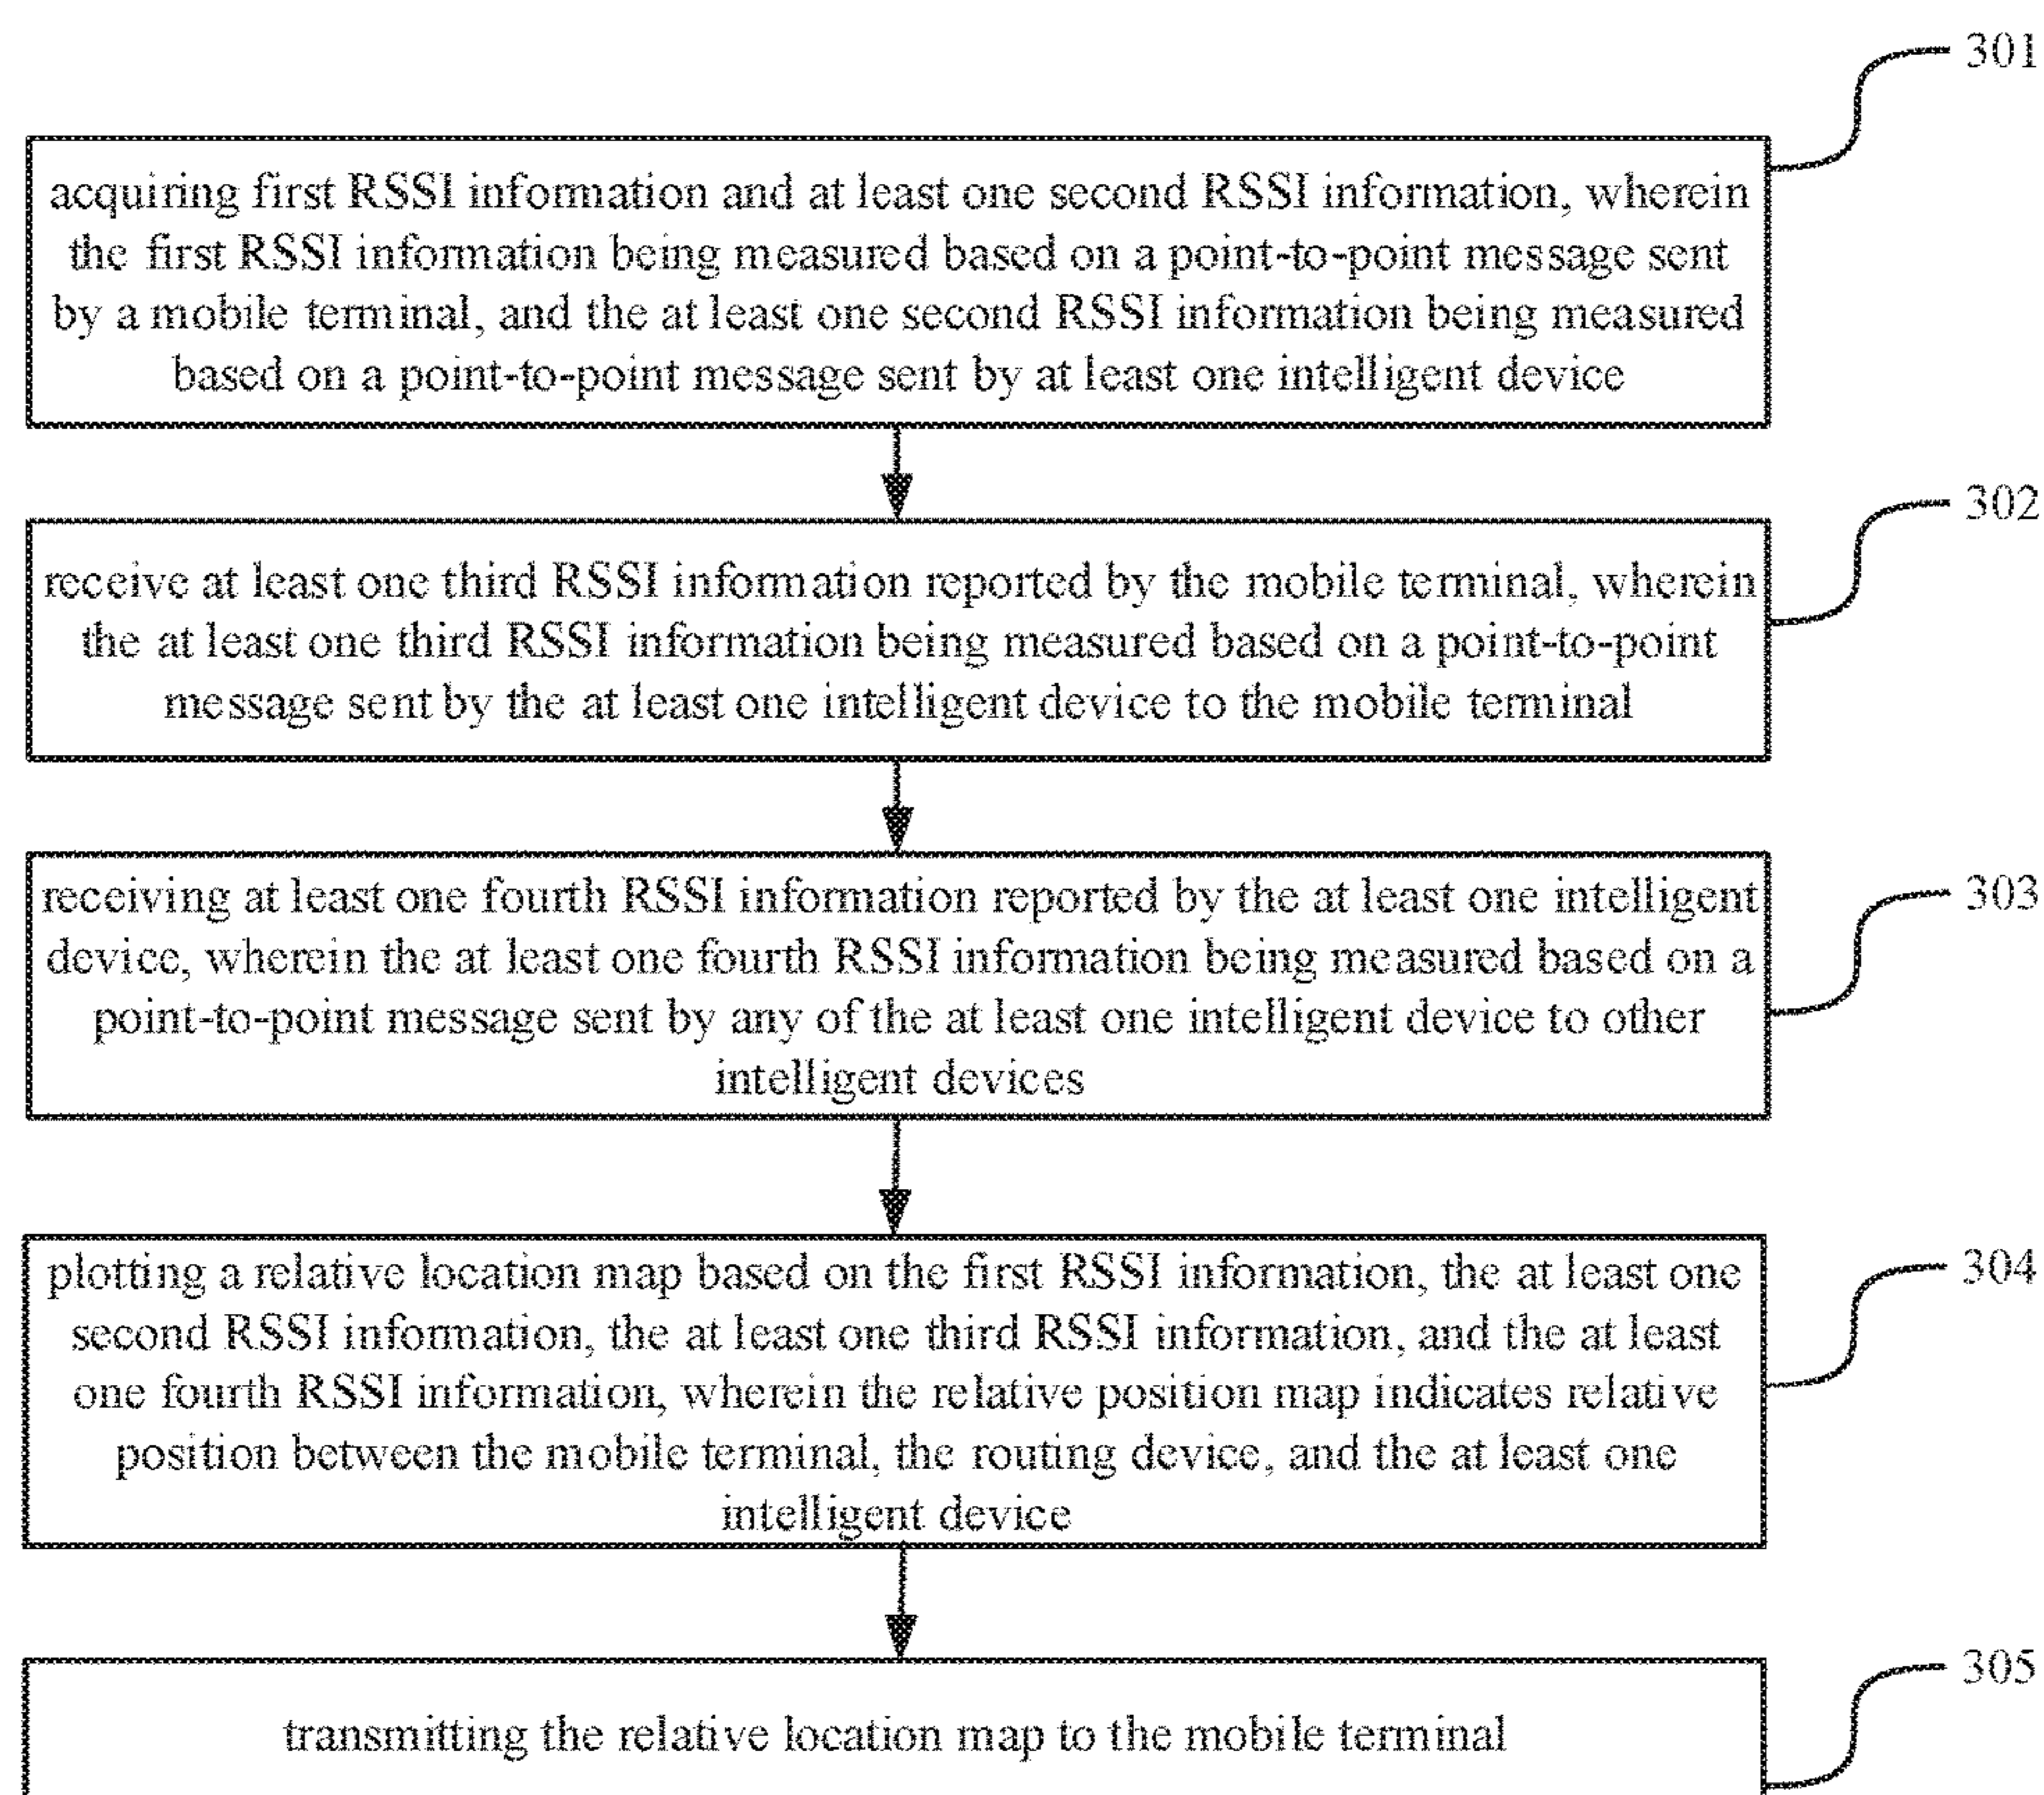 301
acquiring first RSSI information and at least one second RSSI information, wherein
the first RSSI information being measured based on a point-to-point message sent
by a mobile terminal, and the at least one second RSSI information being measured
based on a point-to-point message sent by at least one intelligent device
302
receive at least one third RSSI information reported by the mobile terminal, wherein
the at least one third RSSI information being measured based on a point-to-point
message sent by the at least one intelligent device to the mobile terminal
303
receiving at least one fourth RSSI information reported by the at least one intelligent
device, wherein the at least one fourth RSSI information being measured based on a
point-to-point message sent by any of the at least one intelligent device to other
intelligent devices
304
plotting a relative location map based on the first RSSI information, the at least one
second RSSI information, the at least one third RSSI information, and the at least
one fourth RSSI information, wherein the relative position map indicates relative
position between the mobile terminal, the routing device, and the at least one
intelligent device
305
transmitting the relative location map to the mobile terminal